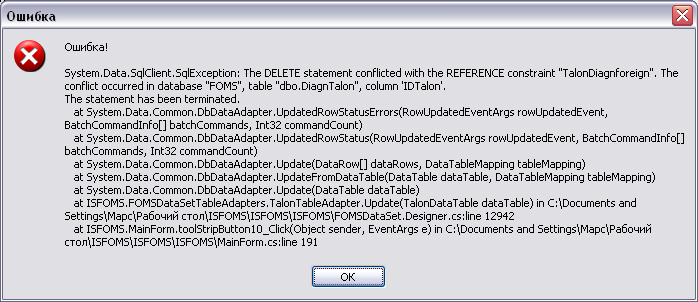 Ошибка
Ошибка!
System.Data.SqlClient.SqlException: The DELETE statement conflicted with the REFERENCE constraint "TalonDiagnforeign". The
conflict occurred in database "FOMS", table "dbo.DiagnTalon", column 'IDTalon'.
The statement has been terminated.
at System.Data.Common.DbDataAdapter.UpdatedRowStatusErrors(RowUpdatedEventArgs rowUpdatedEvent,
BatchCommandInfo[] batchCommands, Int32 commandCount)
at System.Data.Common.DbDataAdapter.UpdatedRowStatus(RowUpdatedEventArgs rowUpdatedEvent, BatchCommandInfo[]
batchCommands, Int32 commandCount)
at System.Data.Common.DbDataAdapter.Update(DataRow[] dataRows, DataTableMapping tableMapping)
at System.Data.Common.DbDataAdapter.UpdateFromDataTable(DataTable dataTable, DataTableMapping tableMapping)
at System.Data.Common.DbDataAdapter.Update(DataTable dataTable)
at ISFOMS.FOMSDataSetTableAdapters.TalonTableAdapter.Update(TalonDataTable dataTable) in C:\Documents and
Settings\Марс\Рабочий стол\ISFOMS\ISFOMS\ISFOMS\FOMSDataSet.Designer.cs:line 12942
at ISFOMS.MainForm.toolStripButton10_Click(Object sender, EventArgs e) in C:\Documents and Settings\Марс\Рабочий
стол\ISFOMS\ISFOMS\ISFOMS\MainForm.cs:line 191
OK